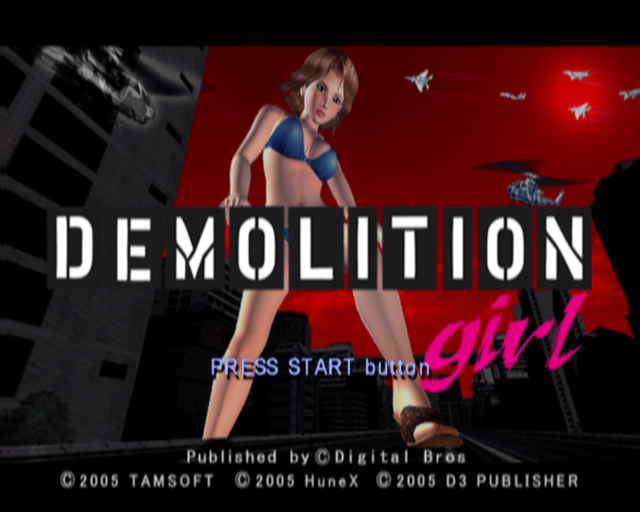 DEMOLITION
girl
PRESS START button
Published by ©Digital Bros
©2005 TAMSOFT ©2005 HuneX ©2005 D3 PUBLISHER